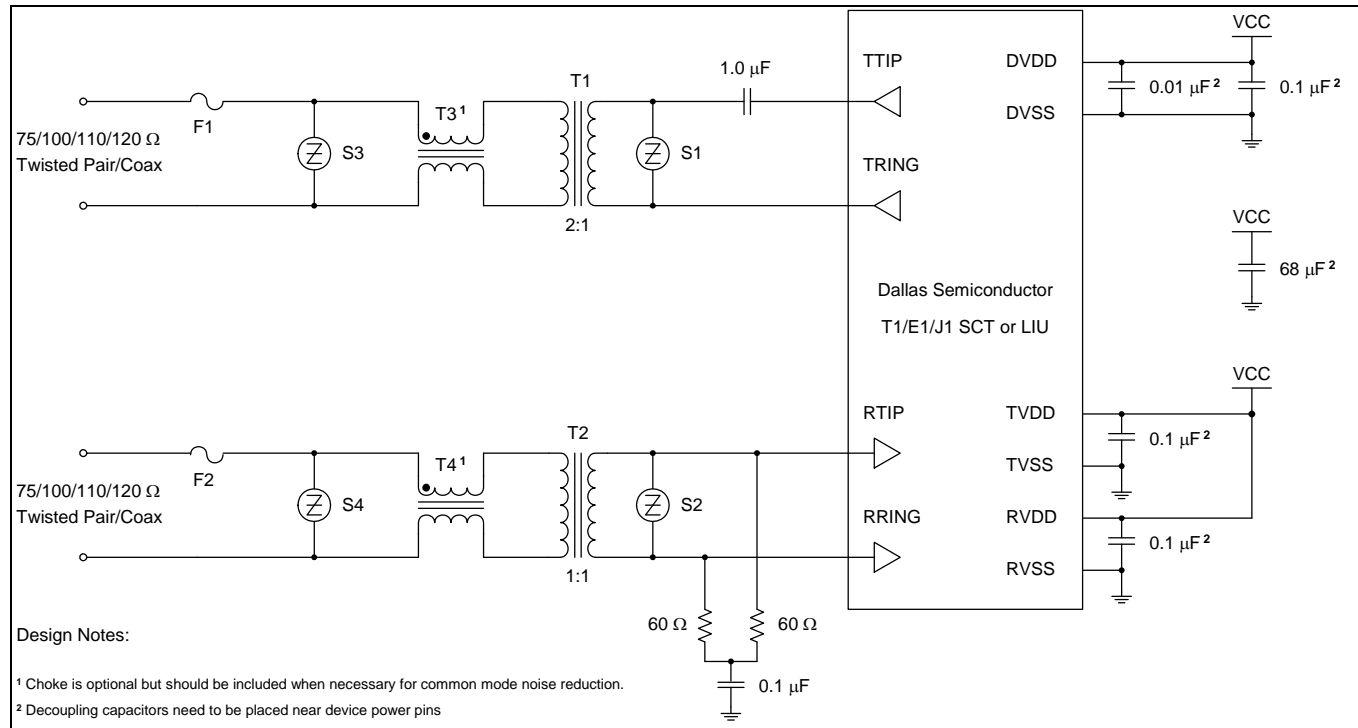 VCC
TTIP
DVDD
1.0 µF
T1
0.01 µF ²
0.1 µF ²
T3 ¹
F1
DVSS
75/100/110/120 Ω
Twisted Pair/Coax
S3
S1
TRING
2:1
VCC
68 µF ²
Dallas Semiconductor
T1/E1/J1 SCT or LIU
VCC
RTIP
TVDD
T2
0.1 µF ²
T4 ¹
F2
TVSS
75/100/110/120 Ω
Twisted Pair/Coax
S4
S2
RRING
RVDD
0.1 µF ²
1:1
RVSS
60 Ω
60 Ω
Design Notes:
0.1 µF
¹ Choke is optional but should be included when necessary for common mode noise reduction.
² Decoupling capacitors need to be placed near device power pins